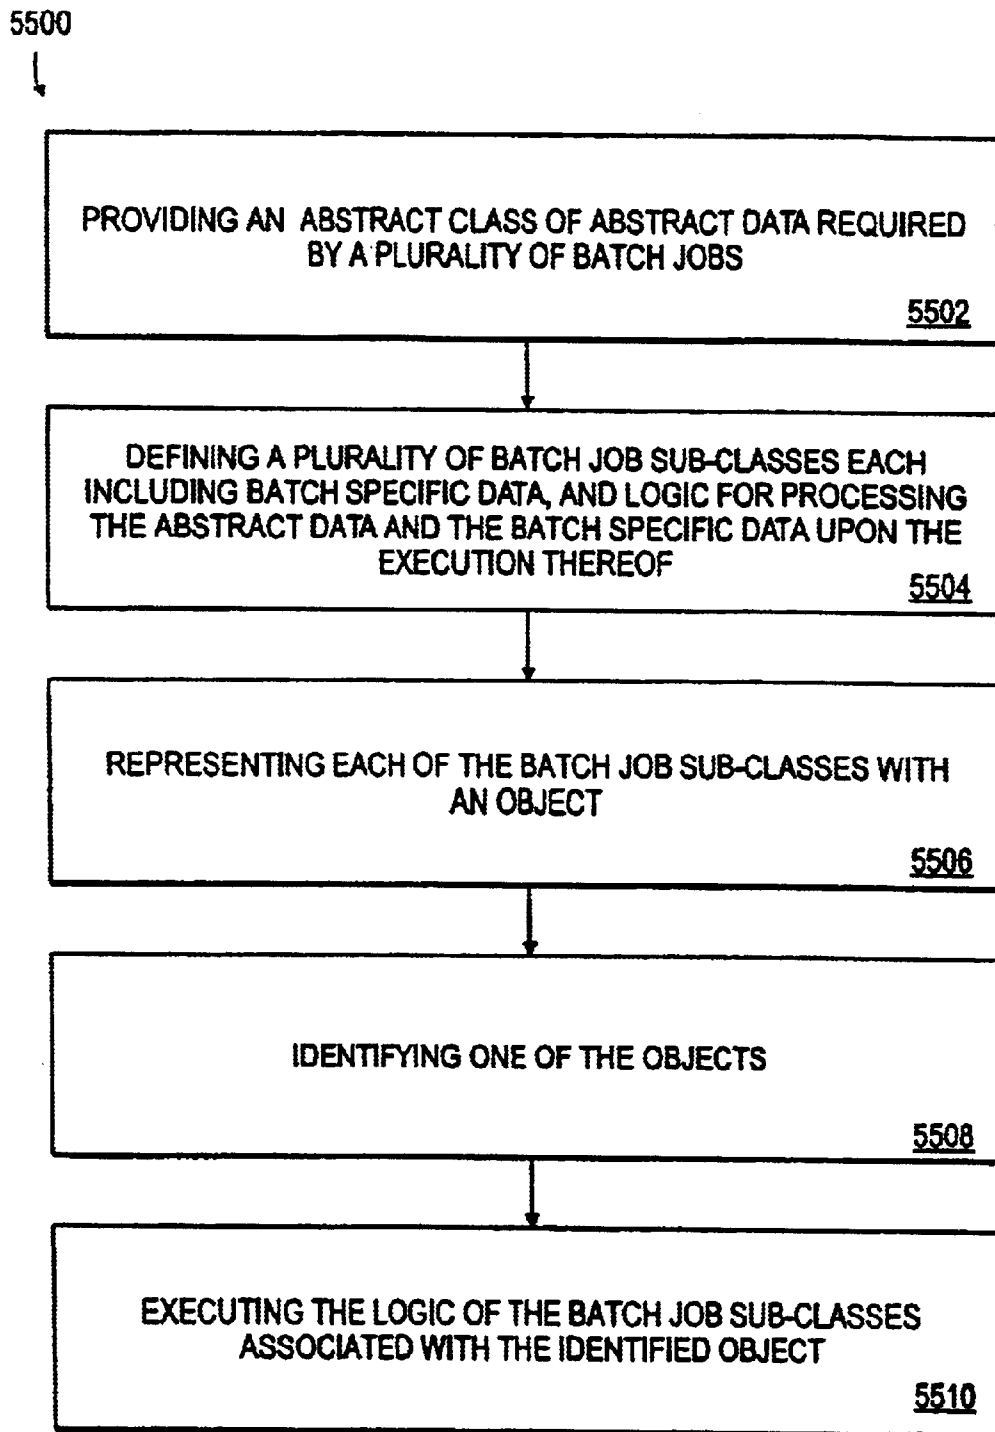 5500
PROVIDING AN ABSTRACT CLASS OF ABSTRACT DATA REQUIRED
BY A PLURALITY OF BATCH JOBS
5502
DEFINING A PLURALITY OF BATCH JOB SUB-CLASSES EACH
INCLUDING BATCH SPECIFIC DATA, AND LOGIC FOR PROCESSING
THE ABSTRACT DATA AND THE BATCH SPECIFIC DATA UPON THE
EXECUTION THEREOF
5504
REPRESENTING EACH OF THE BATCH JOB SUB-CLASSES WITH
AN OBJECT
5506
IDENTIFYING ONE OF THE OBJECTS
5508
EXECUTING THE LOGIC OF THE BATCH JOB SUB-CLASSES
ASSOCIATED WITH THE IDENTIFIED OBJECT
5510